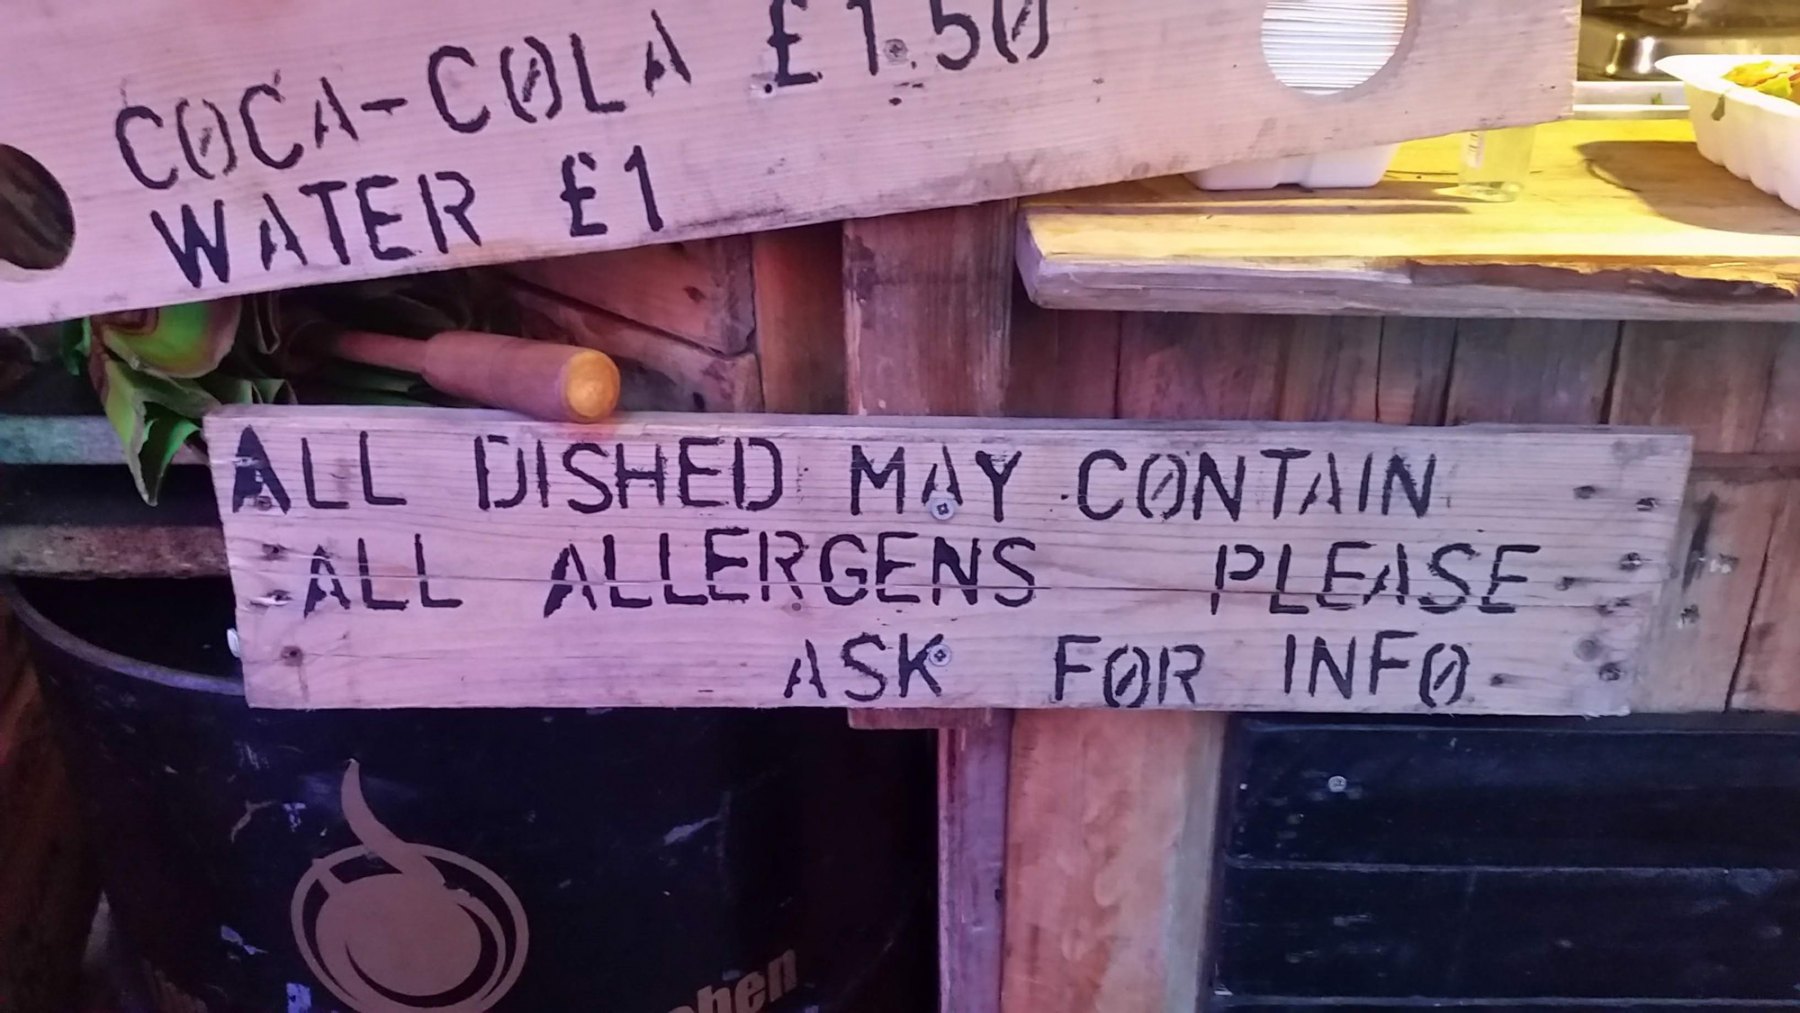 COCA-COLA £1.50
WATER £1
ALL DISHED MAY CONTAIN
ALL ALLERGENS PLEASE
ASK FOR INFO